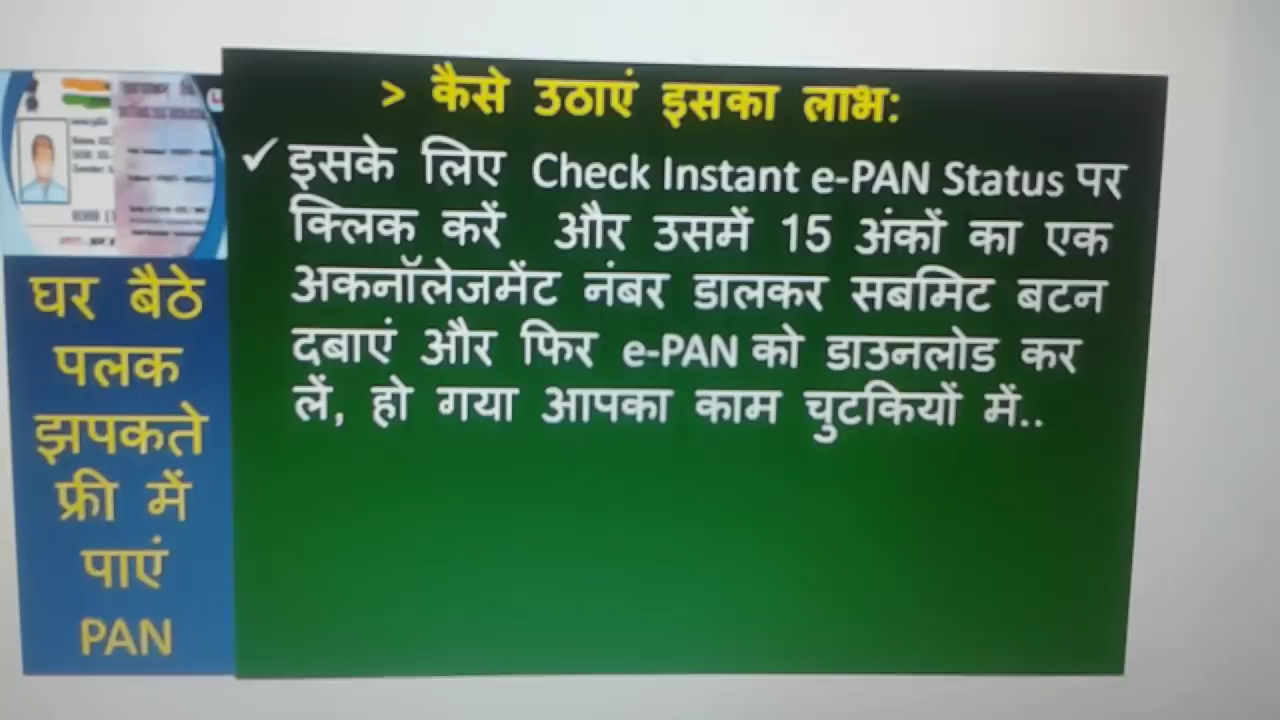 घर बैठे
पलक
झपकते
फ्री में
पाएं
PAN
> कैसे उठाएं इसका लाभ:
✓ इसके लिए Check Instant e-PAN Status पर
क्लिक करें और उसमें 15 अंकों का एक
अकनॉलेजमेंट नंबर डालकर सबमिट बटन
दबाएं और फिर e-PAN को डाउनलोड कर
लें, हो गया आपका काम चुटकियों में..